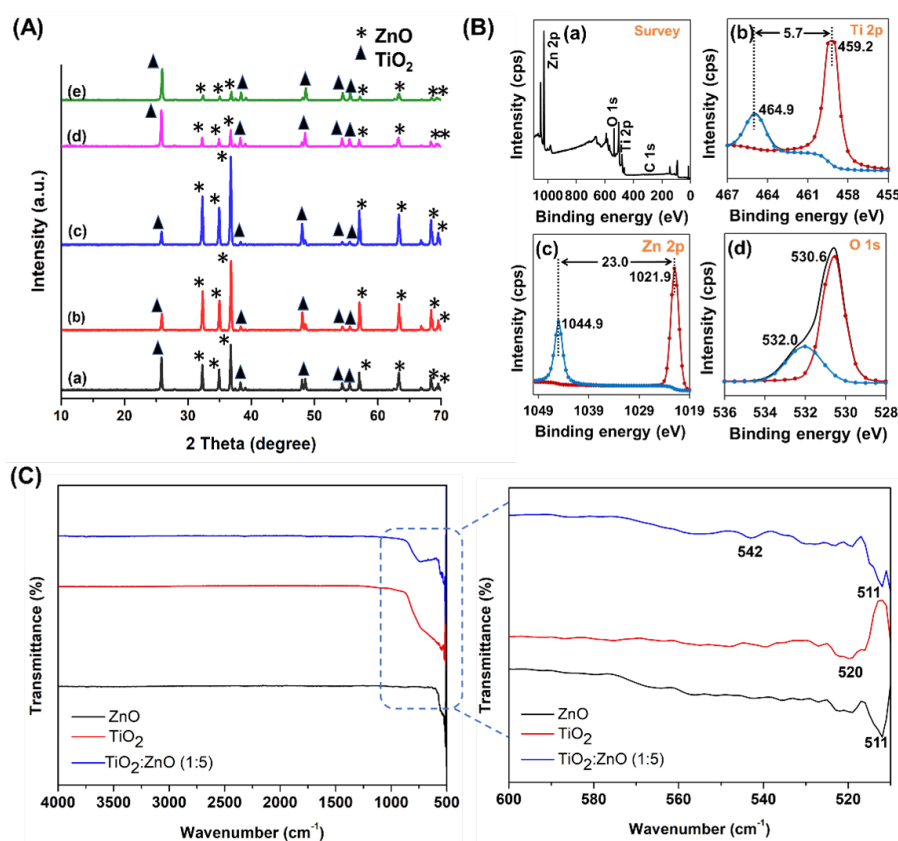 (A)
* ZnO
▲ TiO₂
(e)
(d)
(c)
(b)
(a)
Intensity (a.u.)
10 20 30 40 50 60 70
2 Theta (degree)
(B)
(a) Survey
Zn 2p
O 1s
Ti 2p
C 1s
Intensity (cps)
1000 800 600 400 200 0
Binding energy (eV)
(b) Ti 2p
5.7
459.2
464.9
Intensity (cps)
467 464 461 458 455
Binding energy (eV)
(c) Zn 2p
23.0
1021.9
1044.9
Intensity (cps)
1049 1039 1029 1019
Binding energy (eV)
(d) O 1s
530.6
532.0
Intensity (cps)
536 534 532 530 528
Binding energy (eV)
(C)
Transmittance (%)
ZnO
TiO₂
TiO₂:ZnO (1:5)
4000 3500 3000 2500 2000 1500 1000 500
Wavenumber (cm⁻¹)
Transmittance (%)
542
511
520
511
ZnO
TiO₂
TiO₂:ZnO (1:5)
600 580 560 540 520
Wavenumber (cm⁻¹)